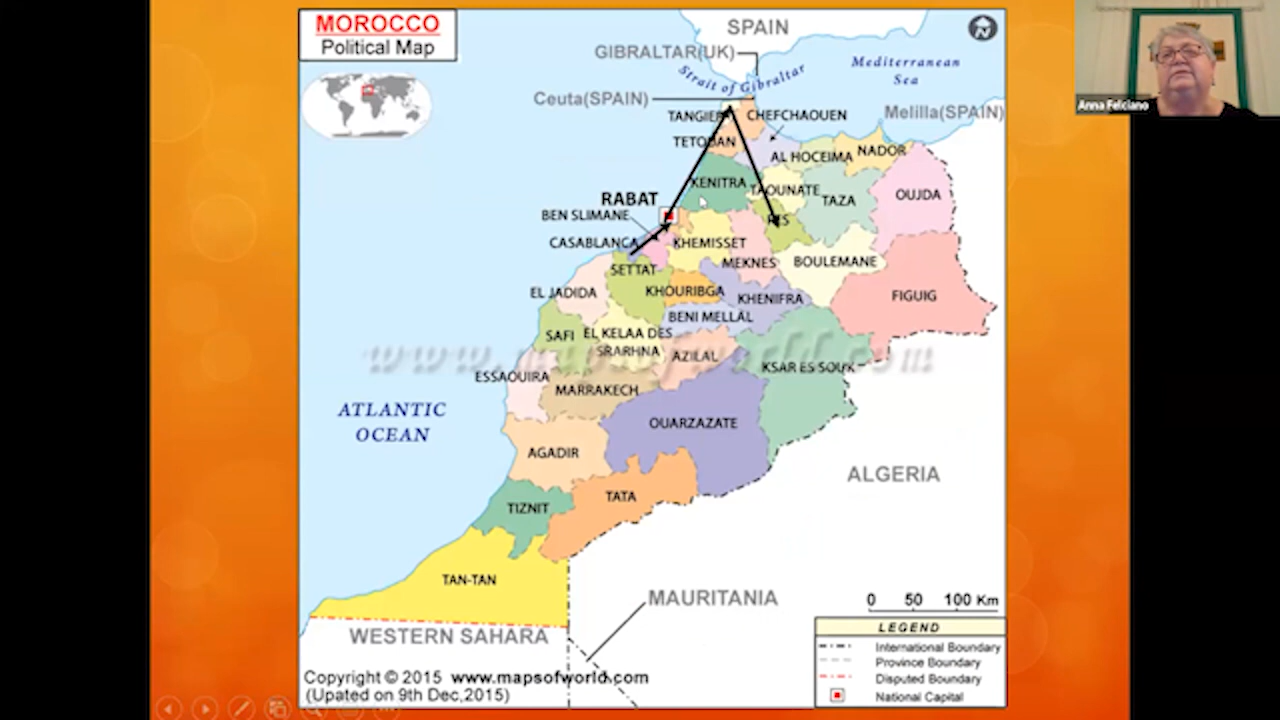 MOROCCO
Political Map
SPAIN
GIBRALTAR(UK)
Strait of Gibraltar
Mediterranean
Sea
Ceuta(SPAIN)
Melilla(SPAIN)
Anna Felciano
TANGIER
CHEFCHAOUEN
TETOUAN
AL HOCEIMA
NADOR
KENITRA
TAOUNATE
TAZA
OUJDA
RABAT
BEN SLIMANE
CASABLANCA
KHEMISSET
MEKNES
BOULEMANE
SETTAT
EL JADIDA
KHOURIBGA
KHENIFRA
FIGUIG
BENI MELLAL
SAFI
EL KELAA DES
SRARHNA
AZILAL
KSAR ES SOUK
www.mapsofworld.com
ESSAOUIRA
MARRAKECH
ATLANTIC
OCEAN
OUARZAZATE
AGADIR
ALGERIA
TATA
TIZNIT
TAN-TAN
MAURITANIA
WESTERN SAHARA
0 50 100 Km
LEGEND
International Boundary
Province Boundary
Disputed Boundary
National Capital
Copyright © 2015 www.mapsofworld.com
(Upated on 9th Dec,2015)